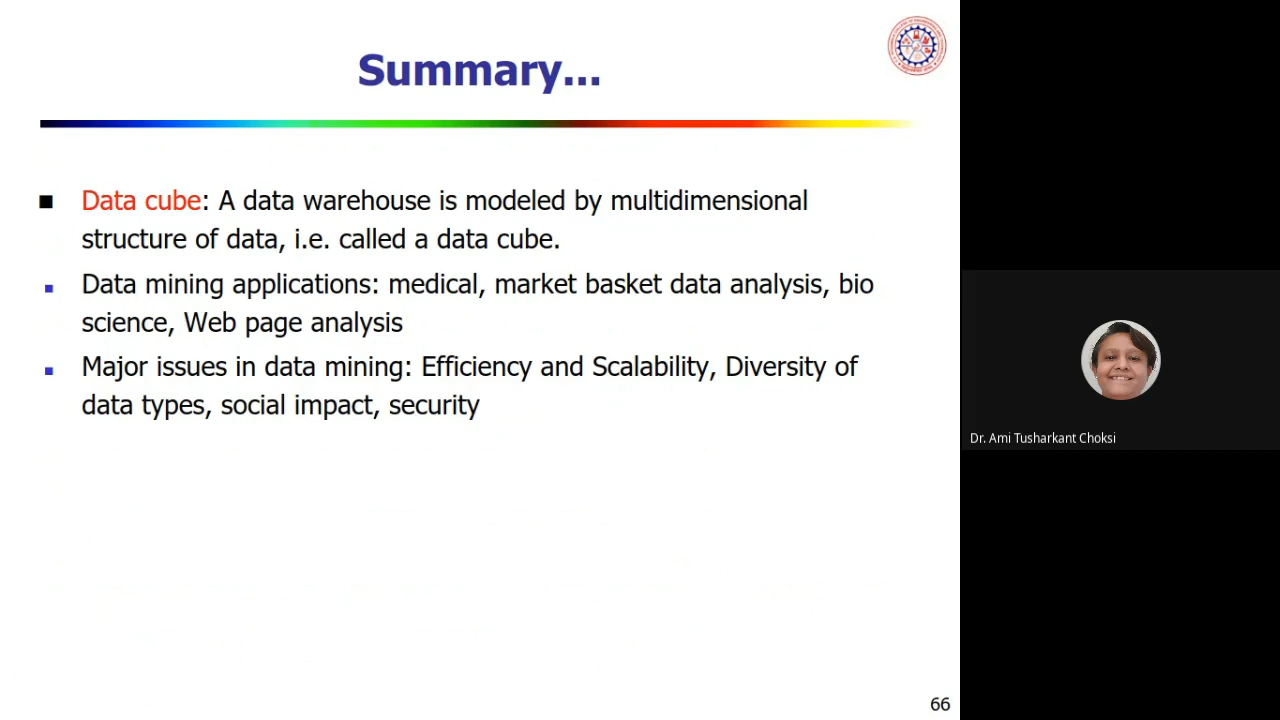 Summary...
Data cube: A data warehouse is modeled by multidimensional
structure of data, i.e. called a data cube.
Data mining applications: medical, market basket data analysis, bio
science, Web page analysis
Major issues in data mining: Efficiency and Scalability, Diversity of
data types, social impact, security
Dr. Ami Tusharkant Choksi
66